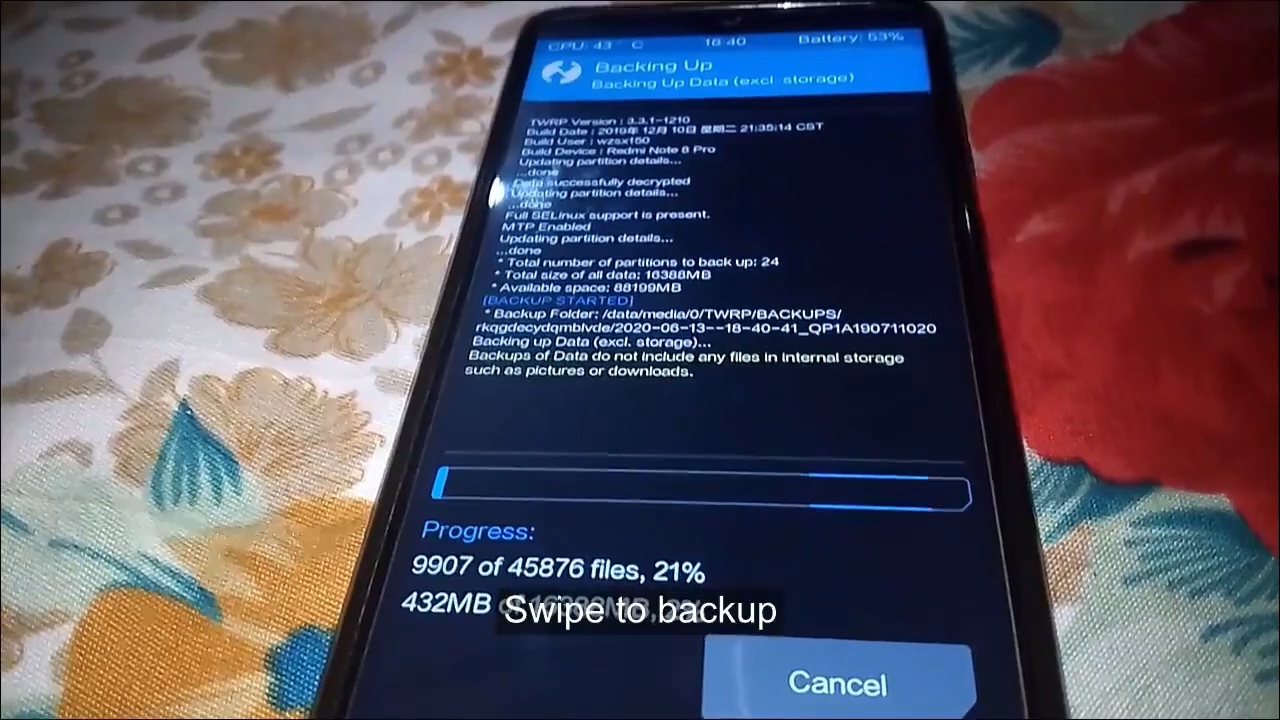 CPU: 43° C 18:40 Battery: 53%
Backing Up
Backing Up Data (excl. storage)
TWRP Version : 3.3.1-1210
Build Date : 2019年 12月 10日 星期二 21:35:14 CST
Build User : wzsx150
Build Device : Redmi Note 8 Pro
Updating partition details...
...done
Data successfully decrypted
Updating partition details...
...done
Full SELinux support is present.
MTP Enabled
Updating partition details...
...done
* Total number of partitions to back up: 24
* Total size of all data: 16388MB
* Available space: 88199MB
[BACKUP STARTED]
* Backup Folder: /data/media/0/TWRP/BACKUPS/
rkqgdecydqmblvde/2020-06-13--18-40-41_QP1A190711020
Backing up Data (excl. storage)...
Backups of Data do not include any files in internal storage
such as pictures or downloads.
Progress:
9907 of 45876 files, 21%
432MB of 16388MB, 2%
Swipe to backup
Cancel